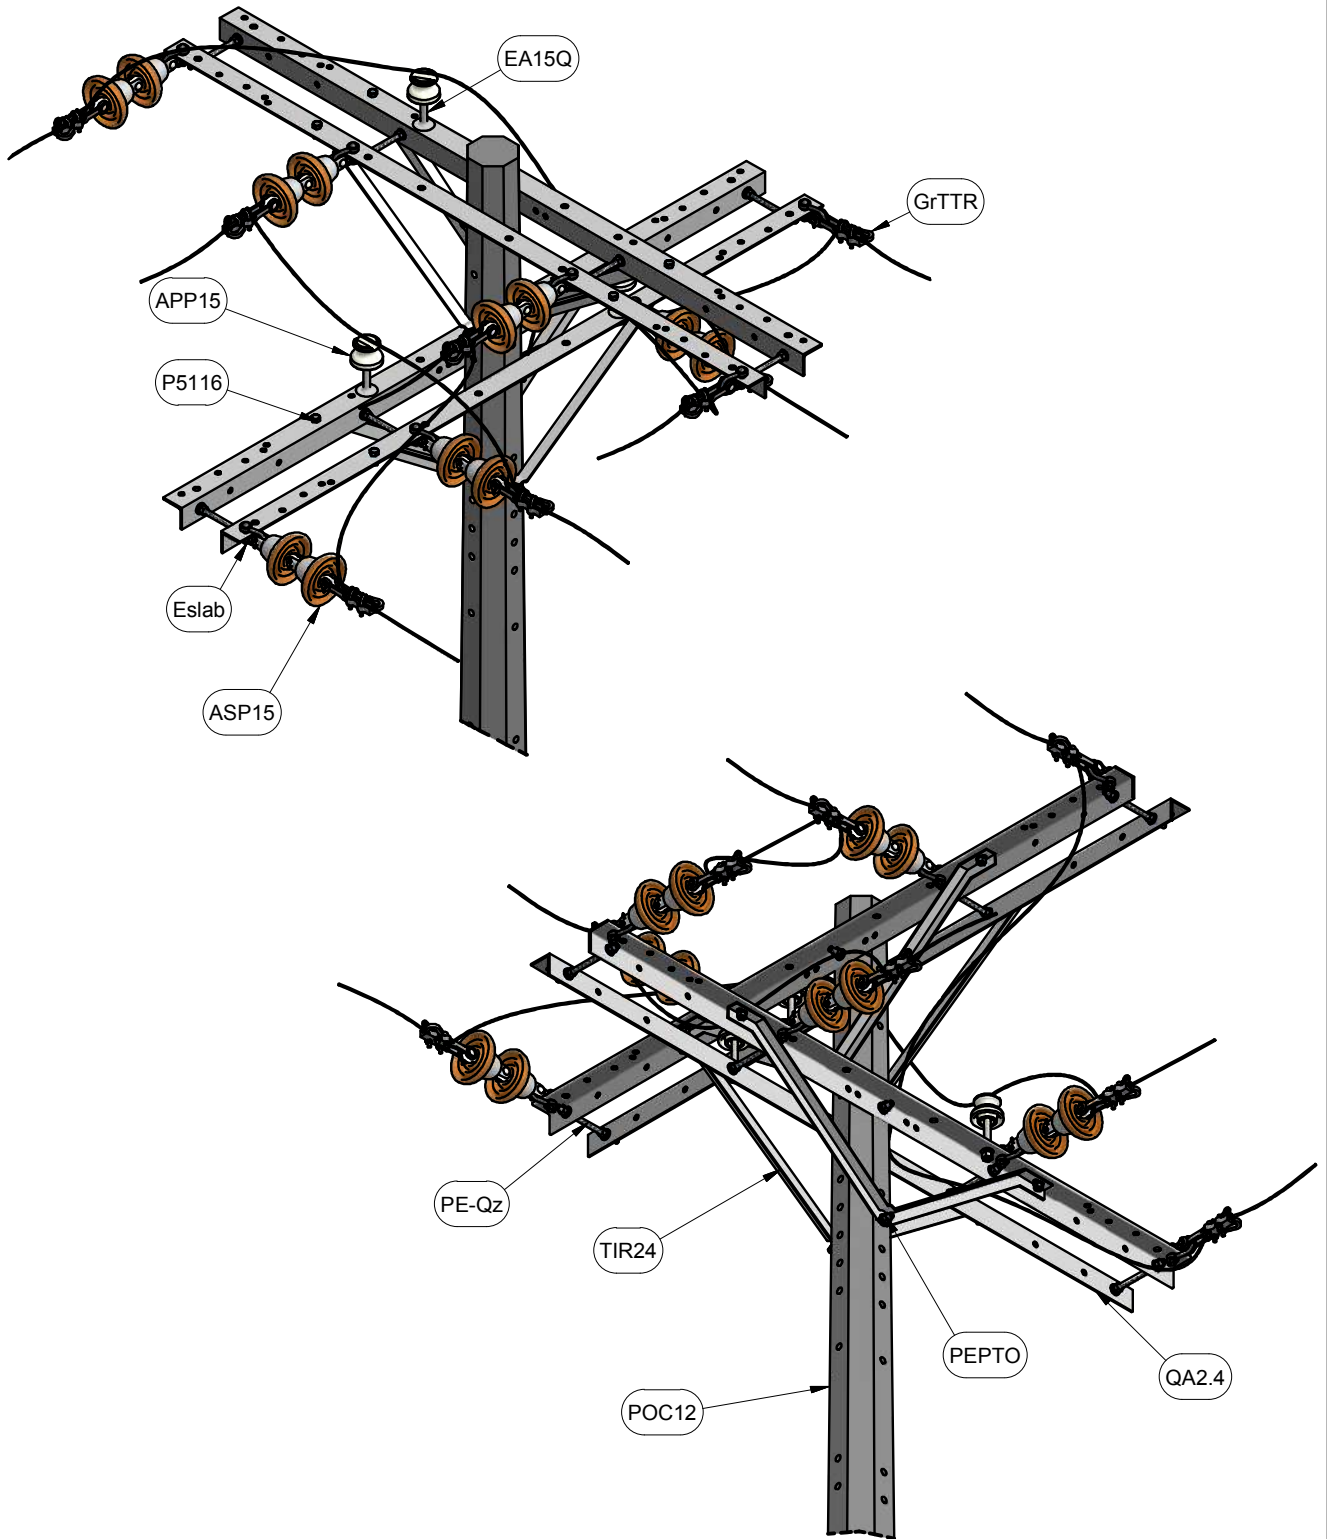 EA15Q
GrTTR
APP15
P5116
Eslab
ASP15
PE-Qz
TIR24
PEPTO
QA2.4
POC12